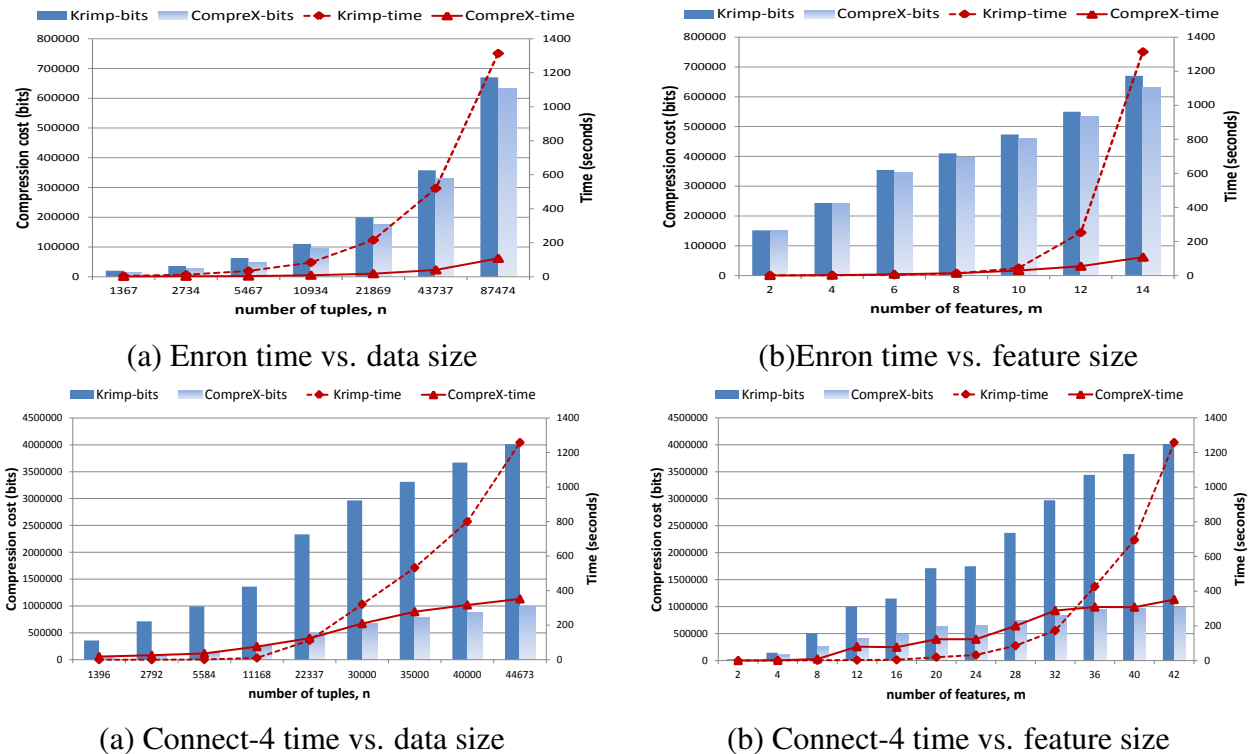 Krimp-bits CompreX-bits Krimp-time CompreX-time
Compression cost (bits)
800000
700000
600000
500000
400000
300000
200000
100000
0
1400
1200
1000
800
600
400
200
0
Time (seconds)
1367 2734 5467 10934 21869 43737 87474
number of tuples, n
(a) Enron time vs. data size
Krimp-bits CompreX-bits Krimp-time CompreX-time
Compression cost (bits)
800000
700000
600000
500000
400000
300000
200000
100000
0
1400
1200
1000
800
600
400
200
0
Time (seconds)
2 4 6 8 10 12 14
number of features, m
(b)Enron time vs. feature size
Krimp-bits CompreX-bits Krimp-time CompreX-time
Compression cost (bits)
4500000
4000000
3500000
3000000
2500000
2000000
1500000
1000000
500000
0
1400
1200
1000
800
600
400
200
0
Time (seconds)
1396 2792 5584 11168 22337 30000 35000 40000 44673
number of tuples, n
(a) Connect-4 time vs. data size
Krimp-bits CompreX-bits Krimp-time CompreX-time
Compression cost (bits)
4500000
4000000
3500000
3000000
2500000
2000000
1500000
1000000
500000
0
1400
1200
1000
800
600
400
200
0
Time (seconds)
2 4 8 12 16 20 24 28 32 36 40 42
number of features, m
(b) Connect-4 time vs. feature size